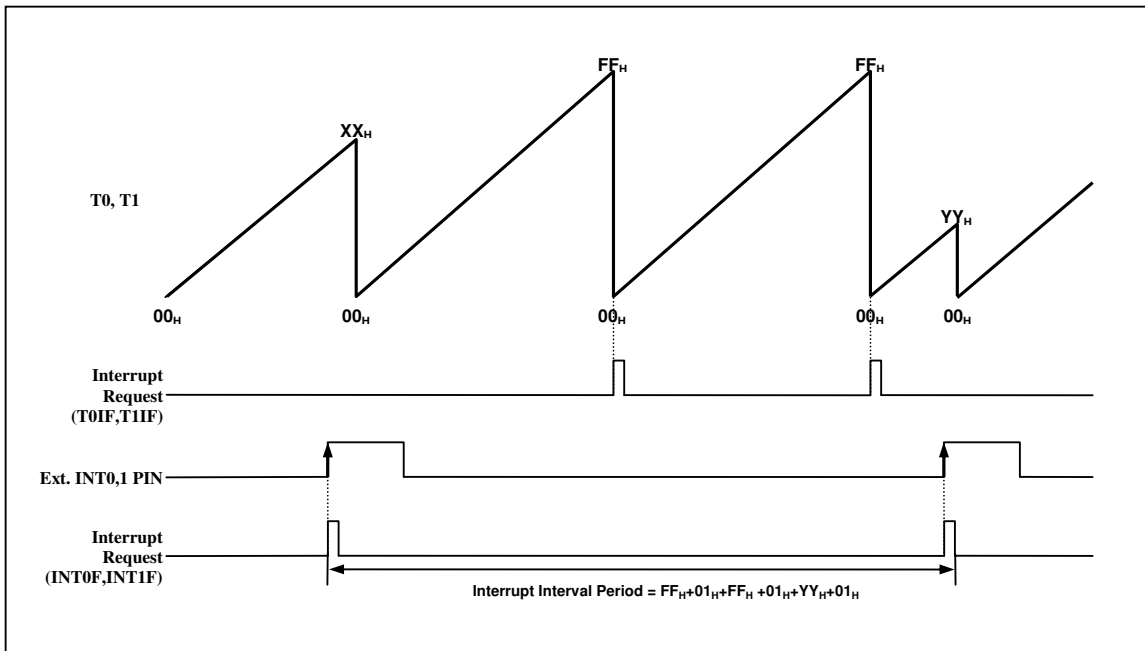 FFH FFH
XXH
T0, T1
YYH
00H 00H 00H 00H 00H
Interrupt
Request
(T0IF,T1IF)
Ext. INT0,1 PIN
Interrupt
Request
(INT0F,INT1F)
Interrupt Interval Period = FFH+01H+FFH +01H+YYH+01H